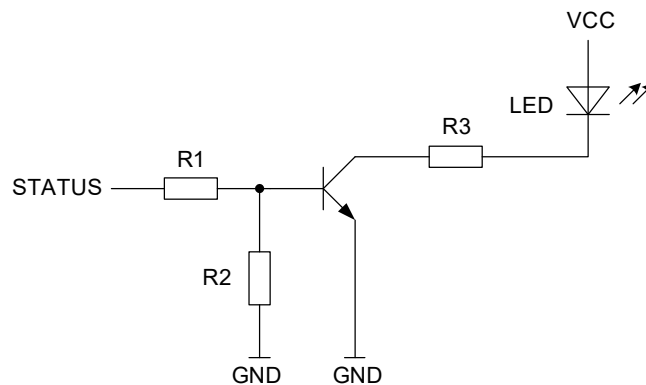 VCC
LED
R3
R1
STATUS
R2
GND
GND